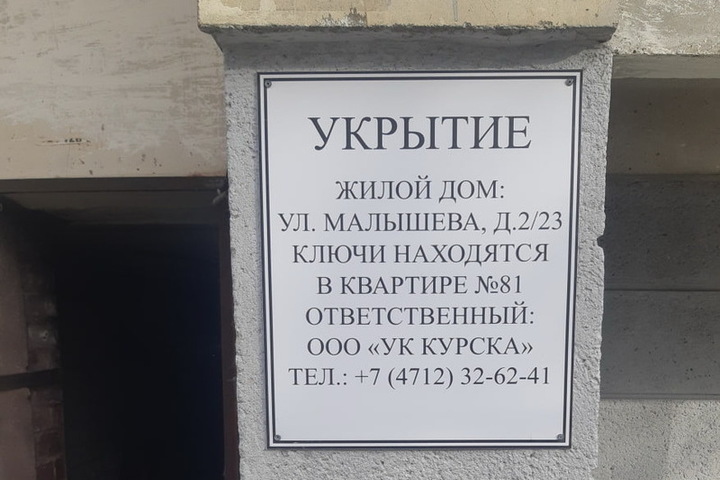 УКРЫТИЕ
ЖИЛОЙ ДОМ:
УЛ. МАЛЫШЕВА, Д.2/23
КЛЮЧИ НАХОДЯТСЯ
В КВАРТИРЕ №81
ОТВЕТСТВЕННЫЙ:
ООО «УК КУРСКА»
ТЕЛ.: +7 (4712) 32-62-41